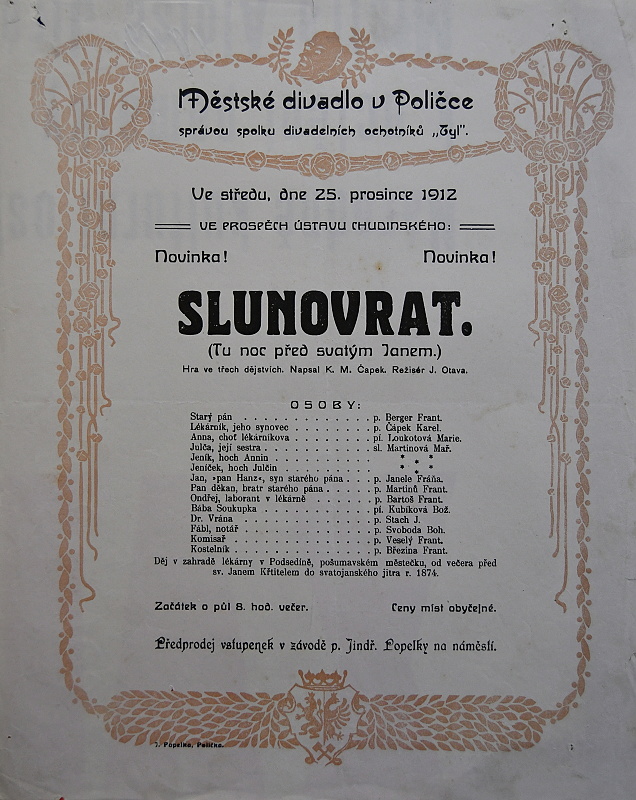 Městské divadlo v Poličce
správou spolku divadelních ochotníků „Tyl".
Ve středu, dne 25. prosince 1912
VE PROSPĚCH ÚSTAVU CHUDINSKÉHO:
Novinka! Novinka!
SLUNOVRAT.
(Tu noc před svatým Janem.)
Hra ve třech dějstvích. Napsal K. M. Čapek. Režisér J. Otava.
OSOBY:
Starý pán . . . . . . . . . . . . p. Berger Frant.
Lékárník, jeho synovec . . . . . . . p. Čápek Karel.
Anna, choť lékárníkova . . . . . . . pí. Loukotová Marie.
Julča, její sestra . . . . . . . . . . sl. Martinová Mař.
Jeník, hoch Annin . . . . . . . . . * * *
Jeníček, hoch Julčin . . . . . . . . * * *
Jan, »pan Hanz«, syn starého pána . . . p. Janele Fráňa.
Pan děkan, bratr starého pána . . . . . p. Martinů Frant.
Ondřej, laborant v lékárně . . . . . . p. Bartoš Frant.
Bába Soukupka . . . . . . . . . . pí. Kubíková Bož.
Dr. Vrána . . . . . . . . . . . . p. Stach J.
Fábl, notář . . . . . . . . . . . . p. Svoboda Boh.
Komisař . . . . . . . . . . . . . p. Veselý Frant.
Kostelník . . . . . . . . . . . . . p. Březina Frant.
Děj v zahradě lékárny v Podsedíně, pošumavském městečku, od večera před
sv. Janem Křtitelem do svatojanského jitra r. 1874.
Začátek o půl 8. hod. večer. Ceny míst obyčejné.
Předprodej vstupenek v závodě p. Jindř. Popelky na náměstí.
J. Popelka, Polička.